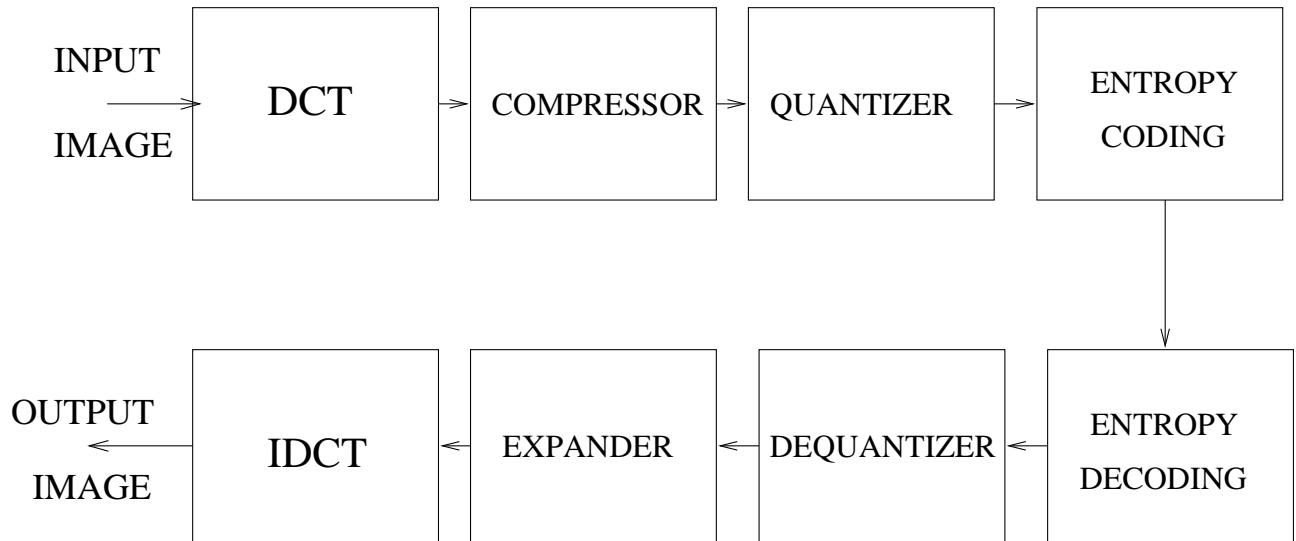 INPUT
IMAGE
DCT
COMPRESSOR
QUANTIZER
ENTROPY
CODING
OUTPUT
IMAGE
IDCT
EXPANDER
DEQUANTIZER
ENTROPY
DECODING